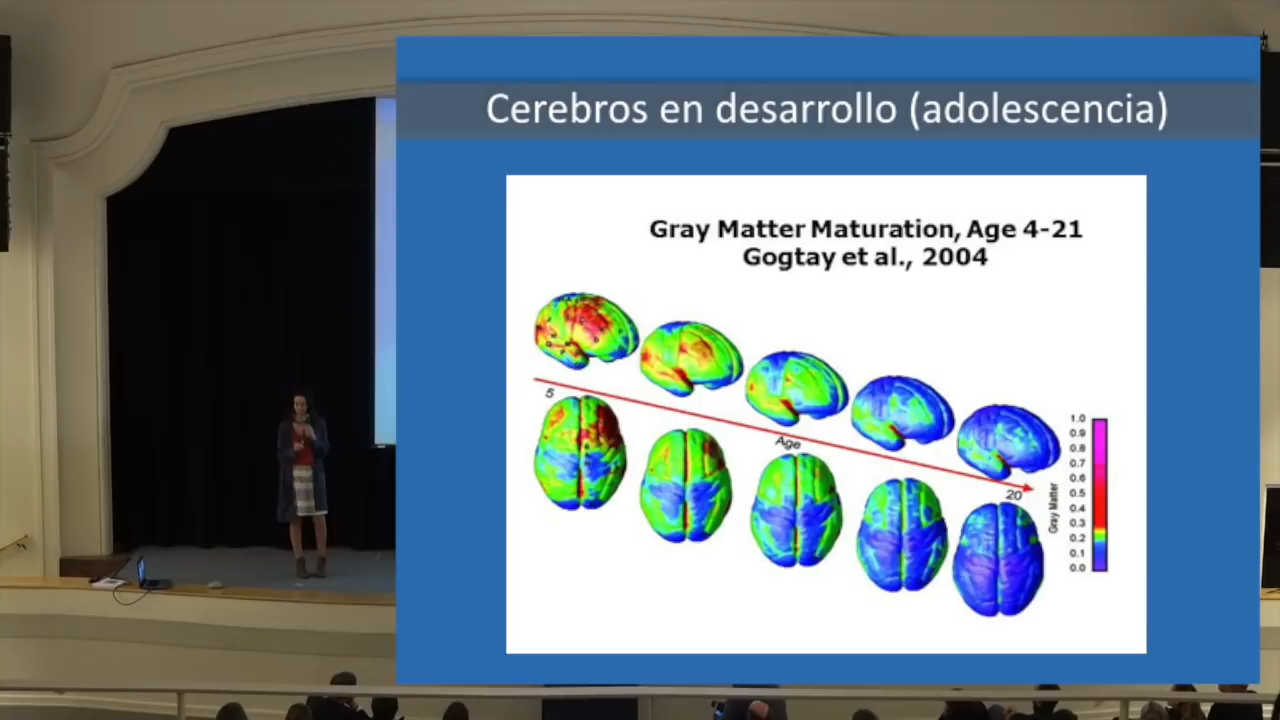 Cerebros en desarrollo (adolescencia)
Gray Matter Maturation, Age 4-21
Gogtay et al., 2004
5
Age
20
Gray Matter
1.0
0.9
0.8
0.7
0.6
0.5
0.4
0.3
0.2
0.1
0.0